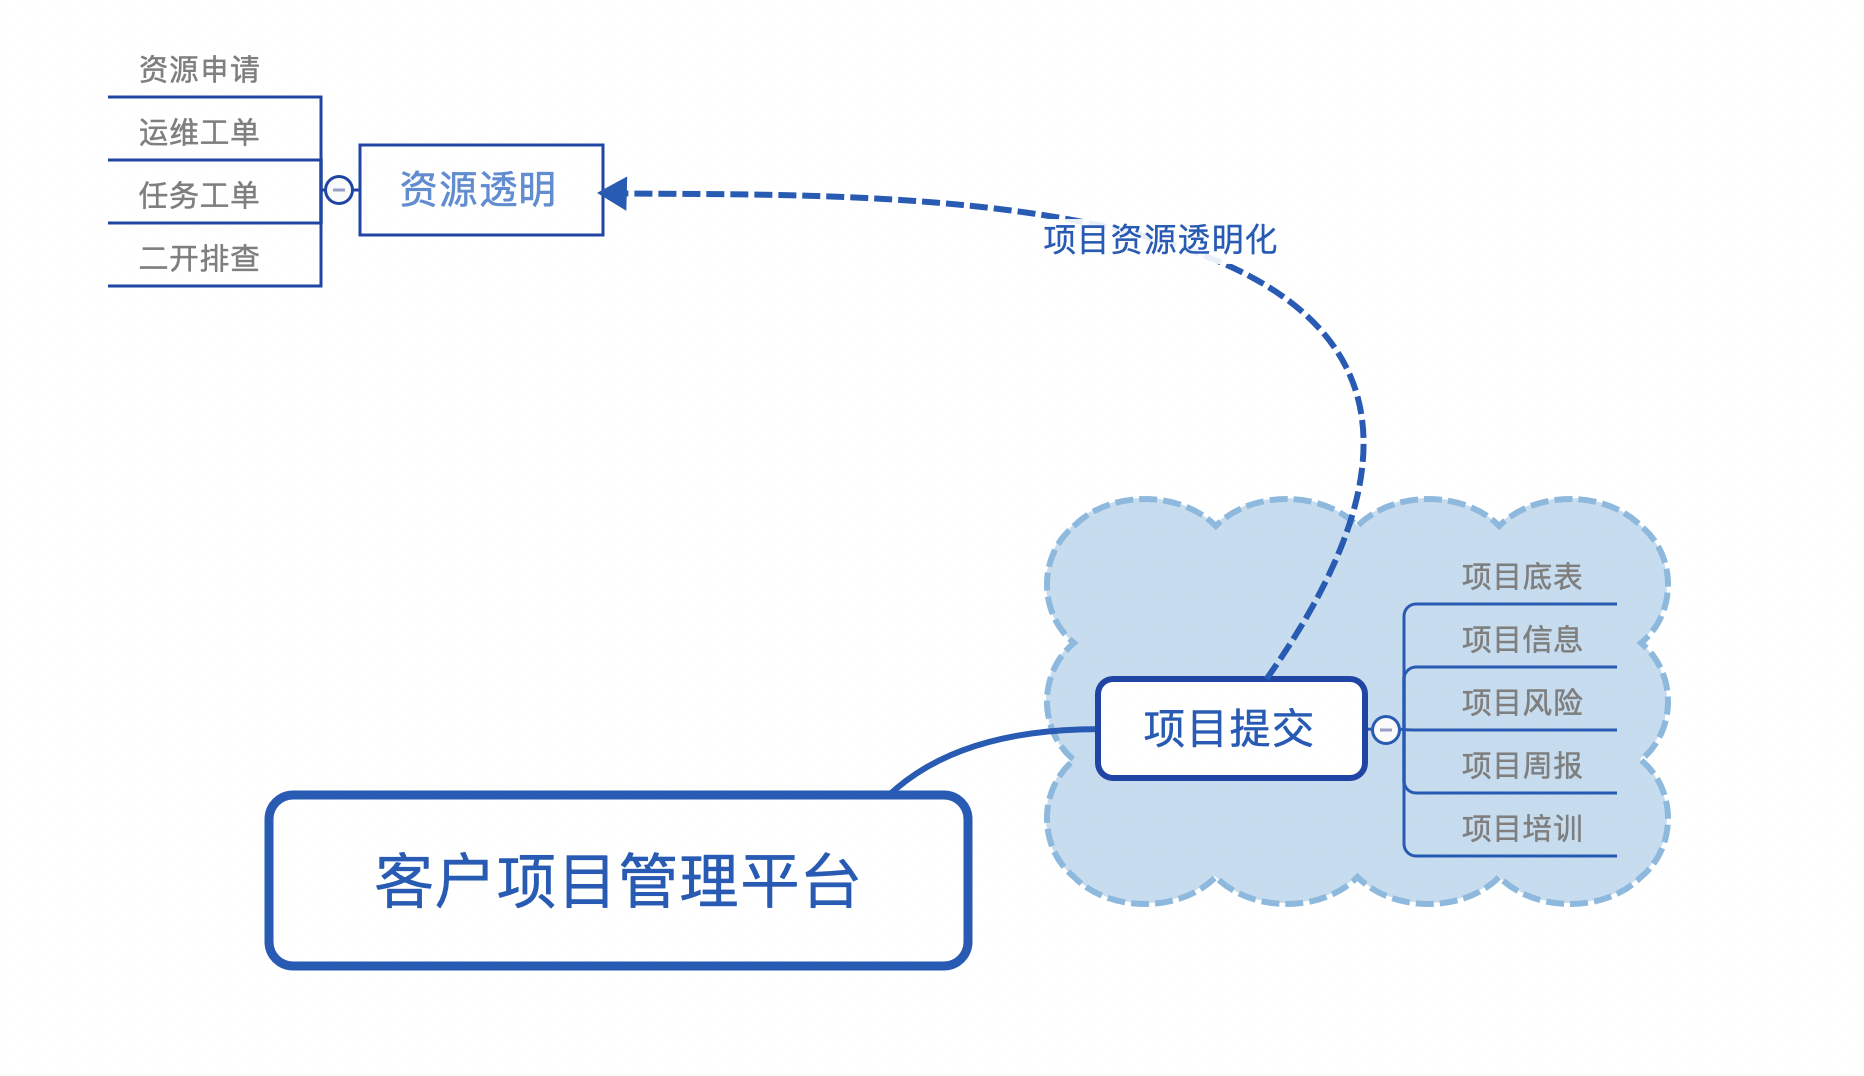 资源申请
运维工单
任务工单
二开排查
资源透明
项目资源透明化
项目底表
项目信息
项目风险
项目周报
项目培训
项目提交
客户项目管理平台